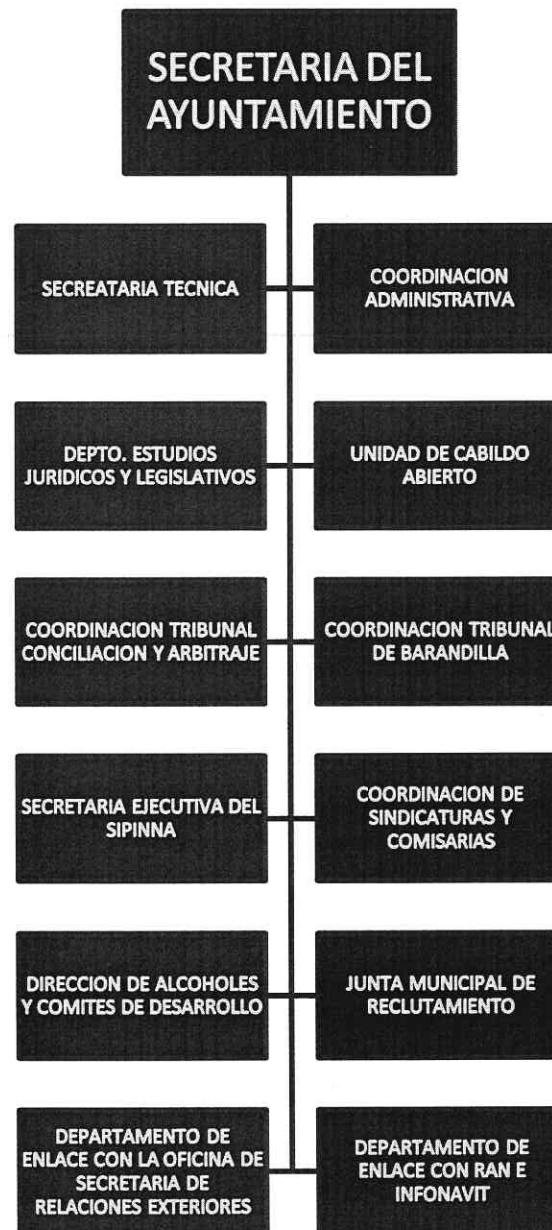 SECRETARIA DEL
AYUNTAMIENTO
SECREATARIA TECNICA
COORDINACION
ADMINISTRATIVA
DEPTO. ESTUDIOS
JURIDICOS Y LEGISLATIVOS
UNIDAD DE CABILDO
ABIERTO
COORDINACION TRIBUNAL
CONCILIACION Y ARBITRAJE
COORDINACION TRIBUNAL
DE BARANDILLA
SECRETARIA EJECUTIVA DEL
SIPINNA
COORDINACION DE
SINDICATURAS Y
COMISARIAS
DIRECCION DE ALCOHOLES
Y COMITES DE DESARROLLO
JUNTA MUNICIPAL DE
RECLUTAMIENTO
DEPARTAMENTO DE
ENLACE CON LA OFICINA DE
SECRETARIA DE
RELACIONES EXTERIORES
DEPARTAMENTO DE
ENLACE CON RAN E
INFONAVIT